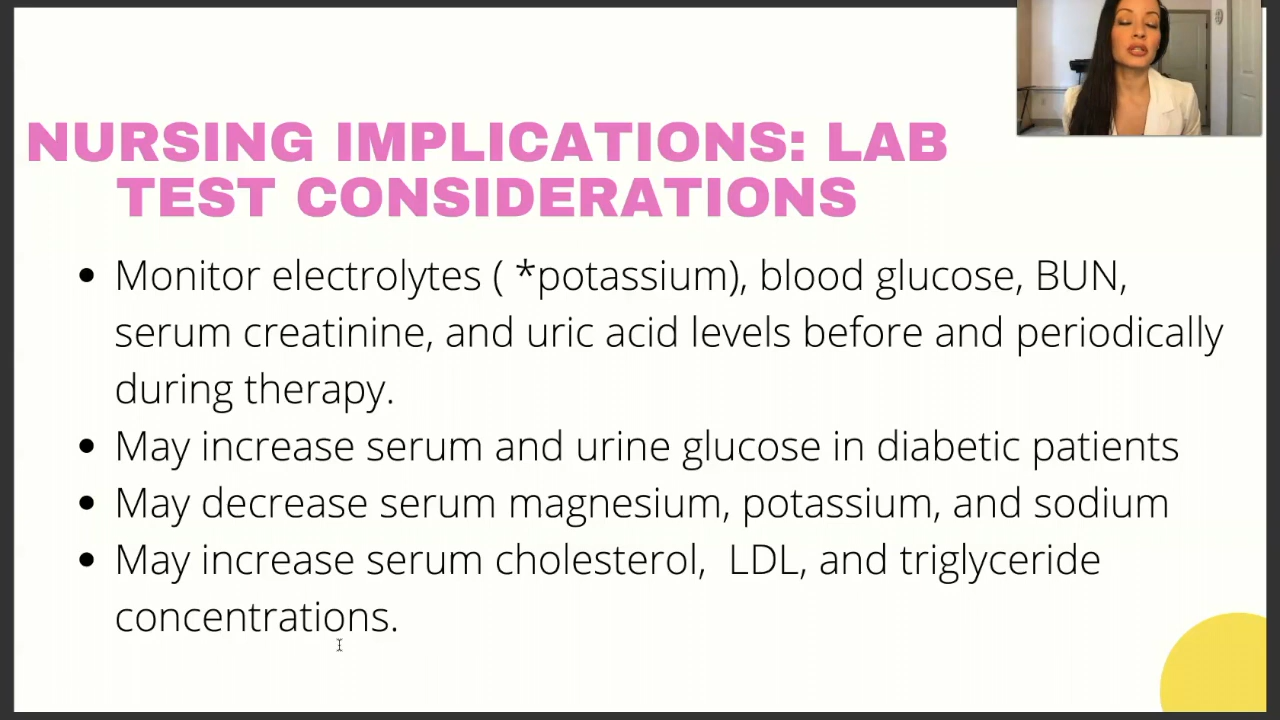 NURSING IMPLICATIONS: LAB
TEST CONSIDERATIONS
• Monitor electrolytes ( *potassium), blood glucose, BUN,
serum creatinine, and uric acid levels before and periodically
during therapy.
• May increase serum and urine glucose in diabetic patients
• May decrease serum magnesium, potassium, and sodium
• May increase serum cholesterol,  LDL, and triglyceride
concentrations.